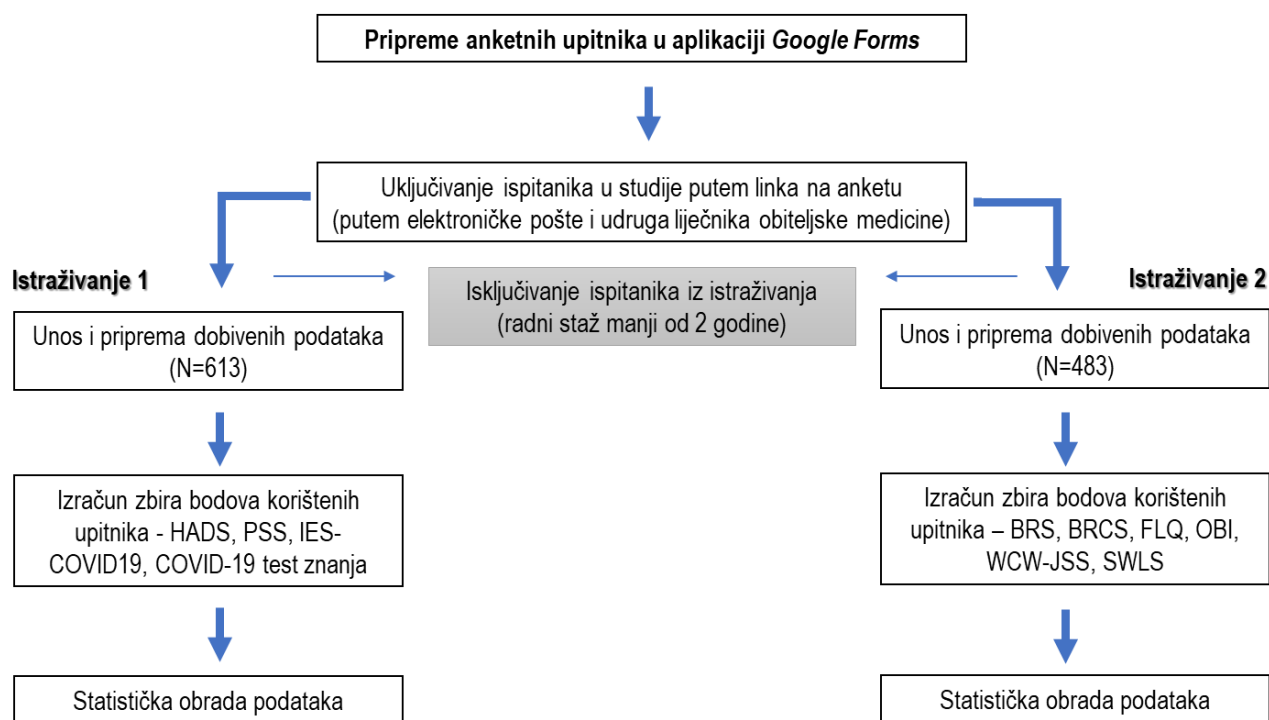 Pripreme anketnih upitnika u aplikaciji Google Forms
Uključivanje ispitanika u studije putem linka na anketu
(putem elektroničke pošte i udruga liječnika obiteljske medicine)
Istraživanje 1
Isključivanje ispitanika iz istraživanja
(radni staž manji od 2 godine)
Istraživanje 2
Unos i priprema dobivenih podataka
(N=613)
Unos i priprema dobivenih podataka
(N=483)
Izračun zbira bodova korištenih
upitnika - HADS, PSS, IES-
COVID19, COVID-19 test znanja
Izračun zbira bodova korištenih
upitnika – BRS, BRCS, FLQ, OBI,
WCW-JSS, SWLS
Statistička obrada podataka
Statistička obrada podataka